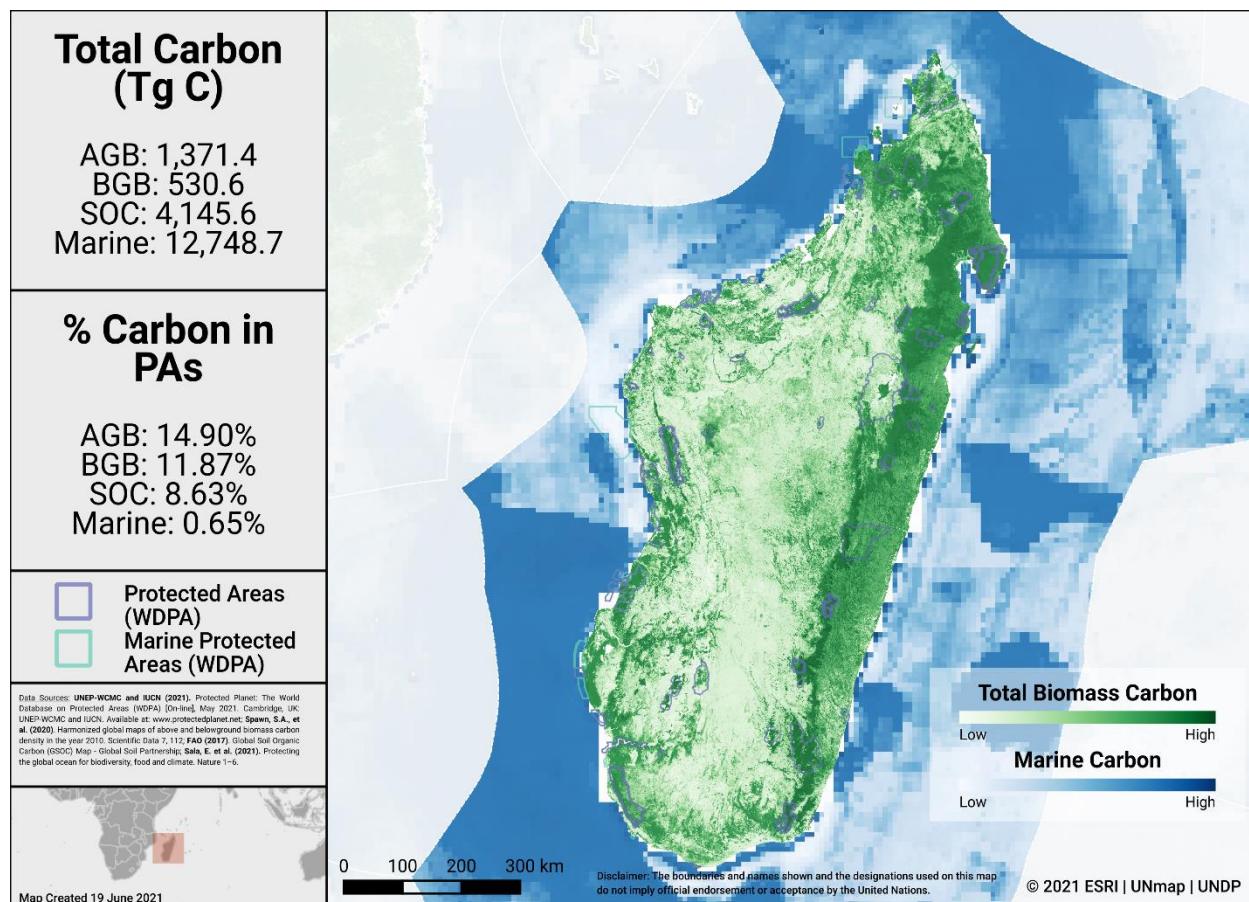 Total Carbon
(Tg C)
AGB: 1,371.4
BGB: 530.6
SOC: 4,145.6
Marine: 12,748.7
% Carbon in
PAs
AGB: 14.90%
BGB: 11.87%
SOC: 8.63%
Marine: 0.65%
Protected Areas
(WDPA)
Marine Protected
Areas (WDPA)
Data Sources: UNEP-WCMC and IUCN (2021). Protected Planet: The World
Database on Protected Areas (WDPA) [On-line], May 2021. Cambridge, UK:
UNEP-WCMC and IUCN. Available at: www.protectedplanet.net; Spawn, S.A., et
al. (2020). Harmonized global maps of above and belowground biomass carbon
density in the year 2010. Scientific Data 7, 112; FAO (2017). Global Soil Organic
Carbon (GSOC) Map - Global Soil Partnership; Sala, E. et al. (2021). Protecting
the global ocean for biodiversity, food and climate. Nature 1–6.
Map Created 19 June 2021
Total Biomass Carbon
Low High
Marine Carbon
Low High
0 100 200 300 km
Disclaimer: The boundaries and names shown and the designations used on this map
do not imply official endorsement or acceptance by the United Nations.
© 2021 ESRI | UNmap | UNDP